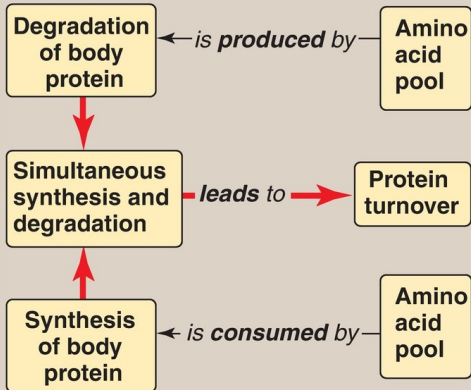 Degradation
of body
protein
is produced by
Amino
acid
pool
Simultaneous
synthesis and
degradation
leads to
Protein
turnover
Synthesis
of body
protein
is consumed by
Amino
acid
pool